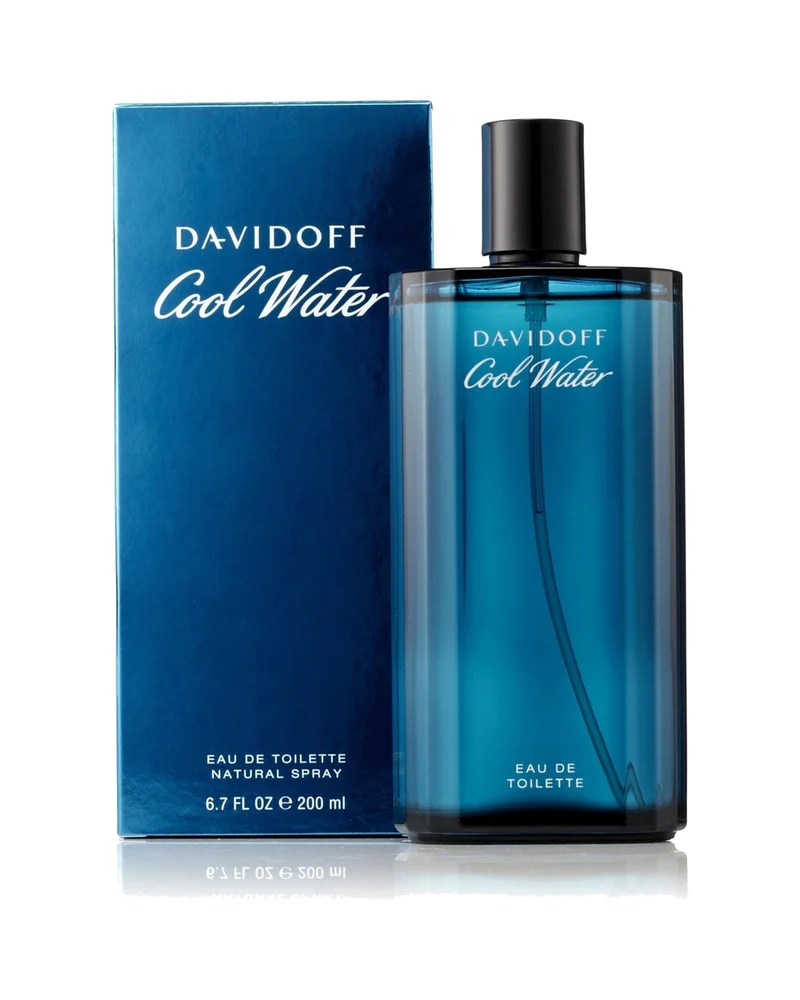 DAVIDOFF
Cool Water
EAU DE TOILETTE
NATURAL SPRAY
6.7 FL OZ ℮ 200 ml
DAVIDOFF
Cool Water
EAU DE
TOILETTE